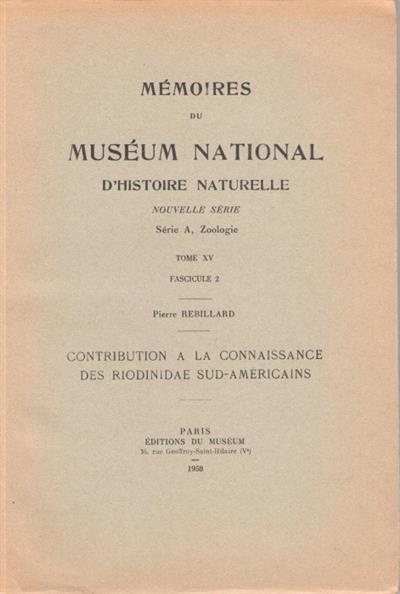 MÉMOIRES
DU
MUSÉUM NATIONAL
D'HISTOIRE NATURELLE
NOUVELLE SÉRIE
Série A, Zoologie
TOME XV
FASCICULE 2
Pierre REBILLARD
CONTRIBUTION A LA CONNAISSANCE
DES RIODINIDAE SUD-AMÉRICAINS
PARIS
ÉDITIONS DU MUSÉUM
36, rue Geoffroy-Saint-Hilaire (Vᵉ)
1958